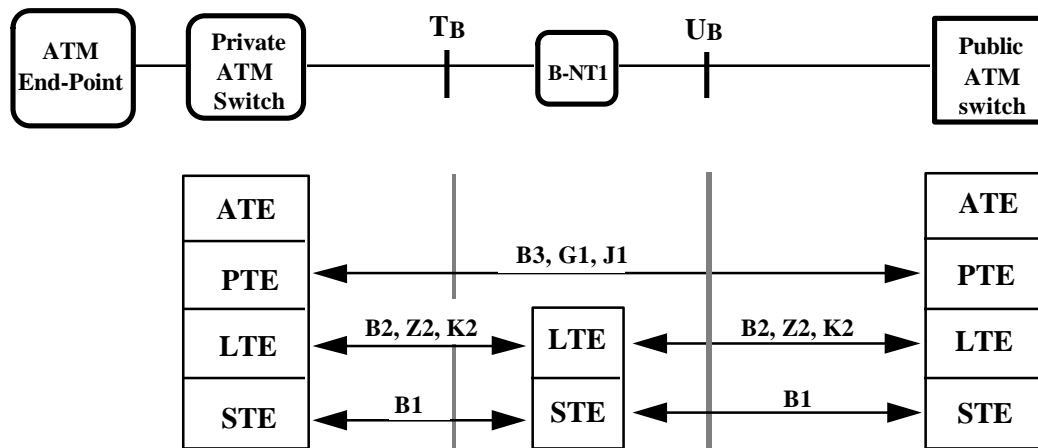 ATM
End-Point
Private
ATM
Switch
TB
B-NT1
UB
Public
ATM
switch
ATE
ATE
B3, G1, J1
PTE
PTE
B2, Z2, K2
B2, Z2, K2
LTE
LTE
LTE
B1
B1
STE
STE
STE